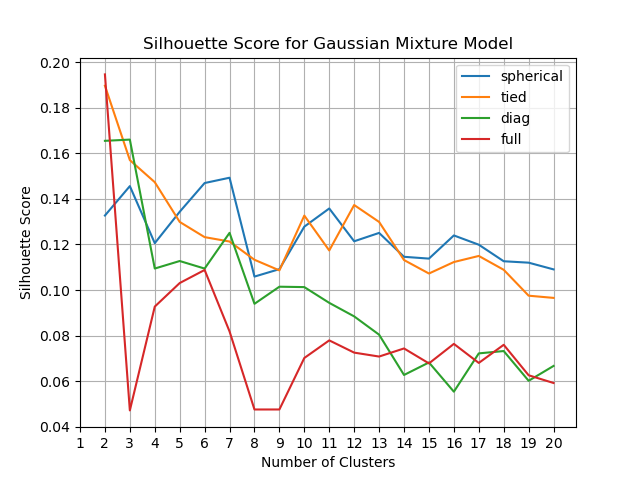 Silhouette Score for Gaussian Mixture Model
spherical
tied
diag
full
Silhouette Score
0.20
0.18
0.16
0.14
0.12
0.10
0.08
0.06
0.04
1 2 3 4 5 6 7 8 9 10 11 12 13 14 15 16 17 18 19 20
Number of Clusters